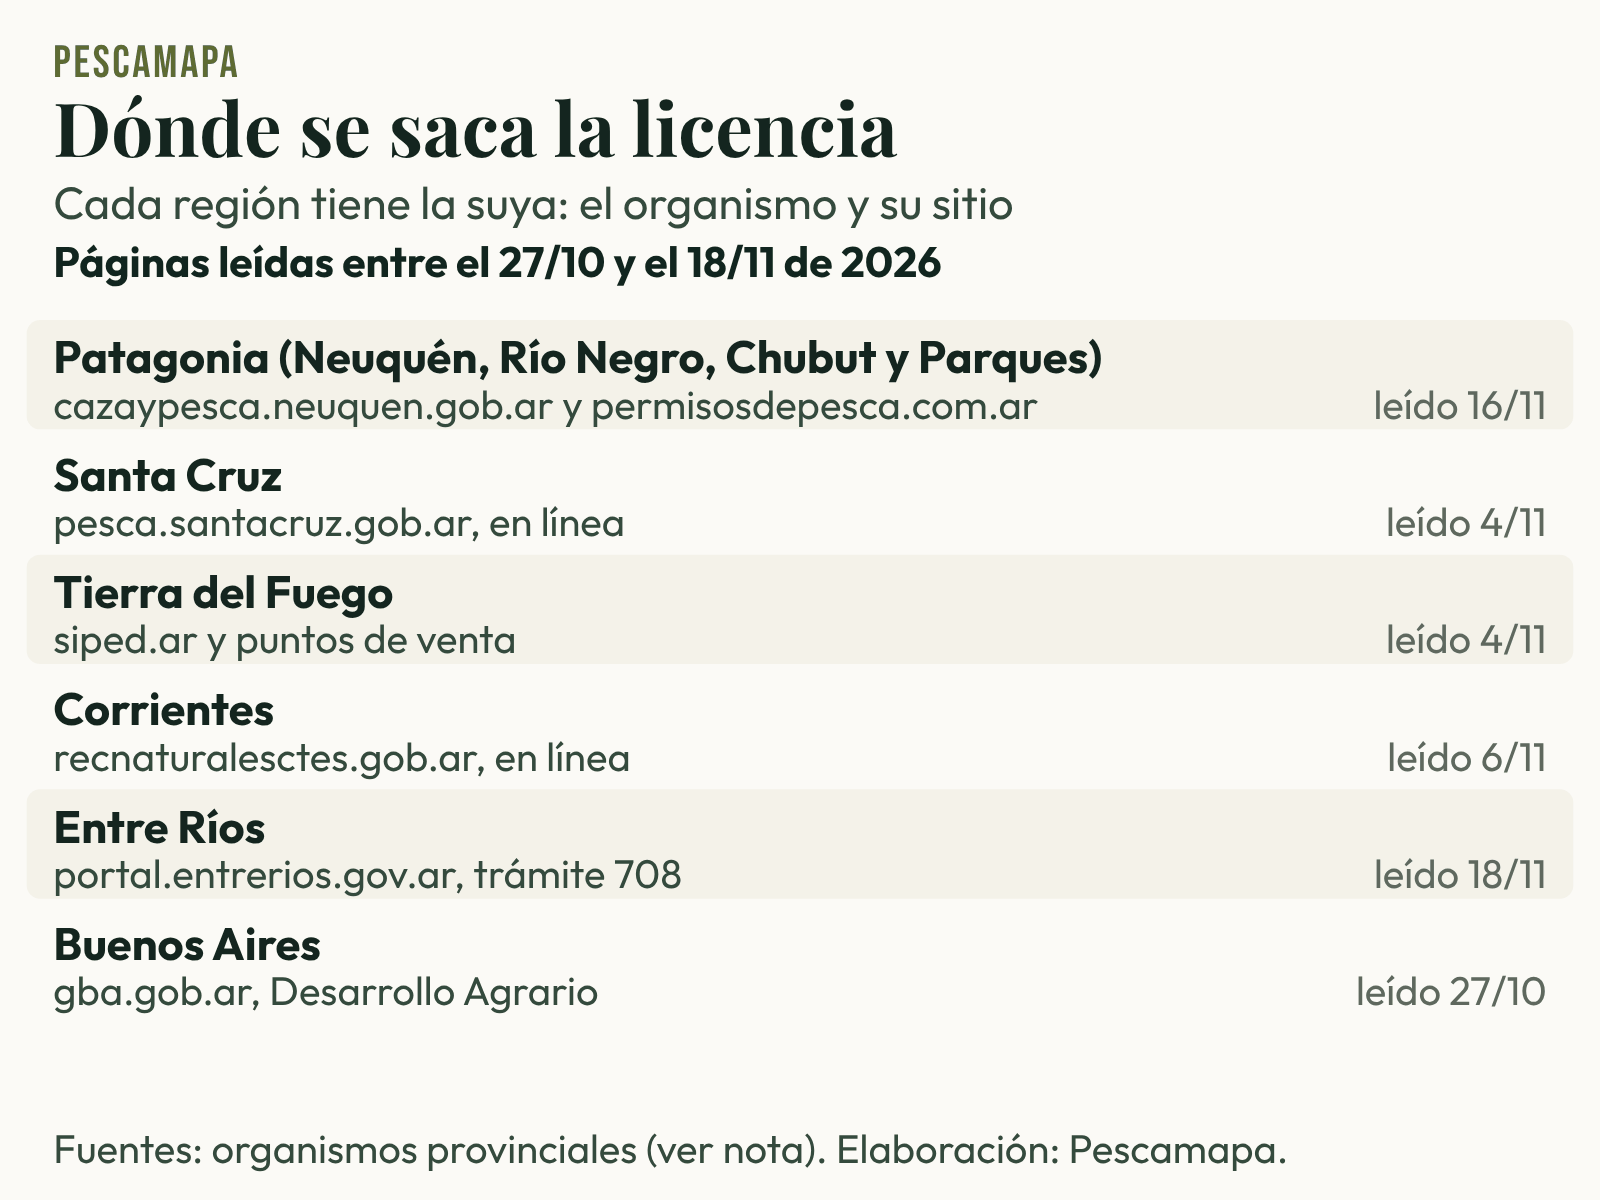 PESCAMAPA
Dónde se saca la licencia
Cada región tiene la suya: el organismo y su sitio
Páginas leídas entre el 27/10 y el 18/11 de 2026
Patagonia (Neuquén, Río Negro, Chubut y Parques)
cazaypesca.neuquen.gob.ar y permisosdepesca.com.ar leído 16/11
Santa Cruz
pesca.santacruz.gob.ar, en línea leído 4/11
Tierra del Fuego
siped.ar y puntos de venta leído 4/11
Corrientes
recnaturalesctes.gob.ar, en línea leído 6/11
Entre Ríos
portal.entrerios.gov.ar, trámite 708 leído 18/11
Buenos Aires
gba.gob.ar, Desarrollo Agrario leído 27/10
Fuentes: organismos provinciales (ver nota). Elaboración: Pescamapa.